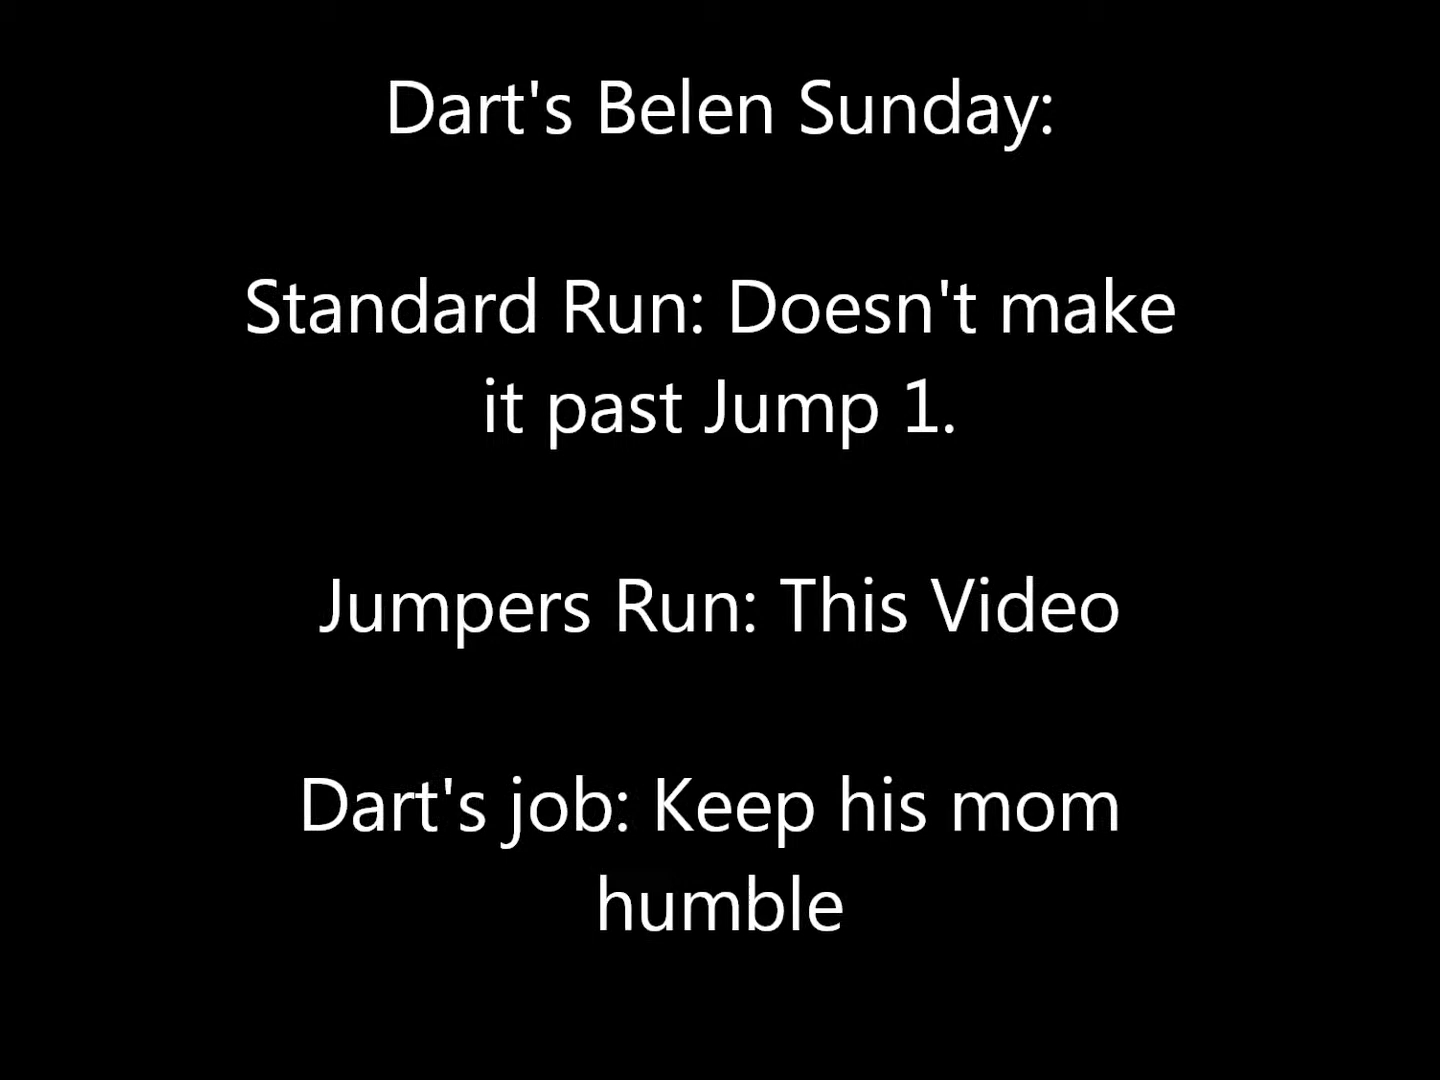 Dart's Belen Sunday:
Standard Run: Doesn't make
it past Jump 1.
Jumpers Run: This Video
Dart's job: Keep his mom
humble